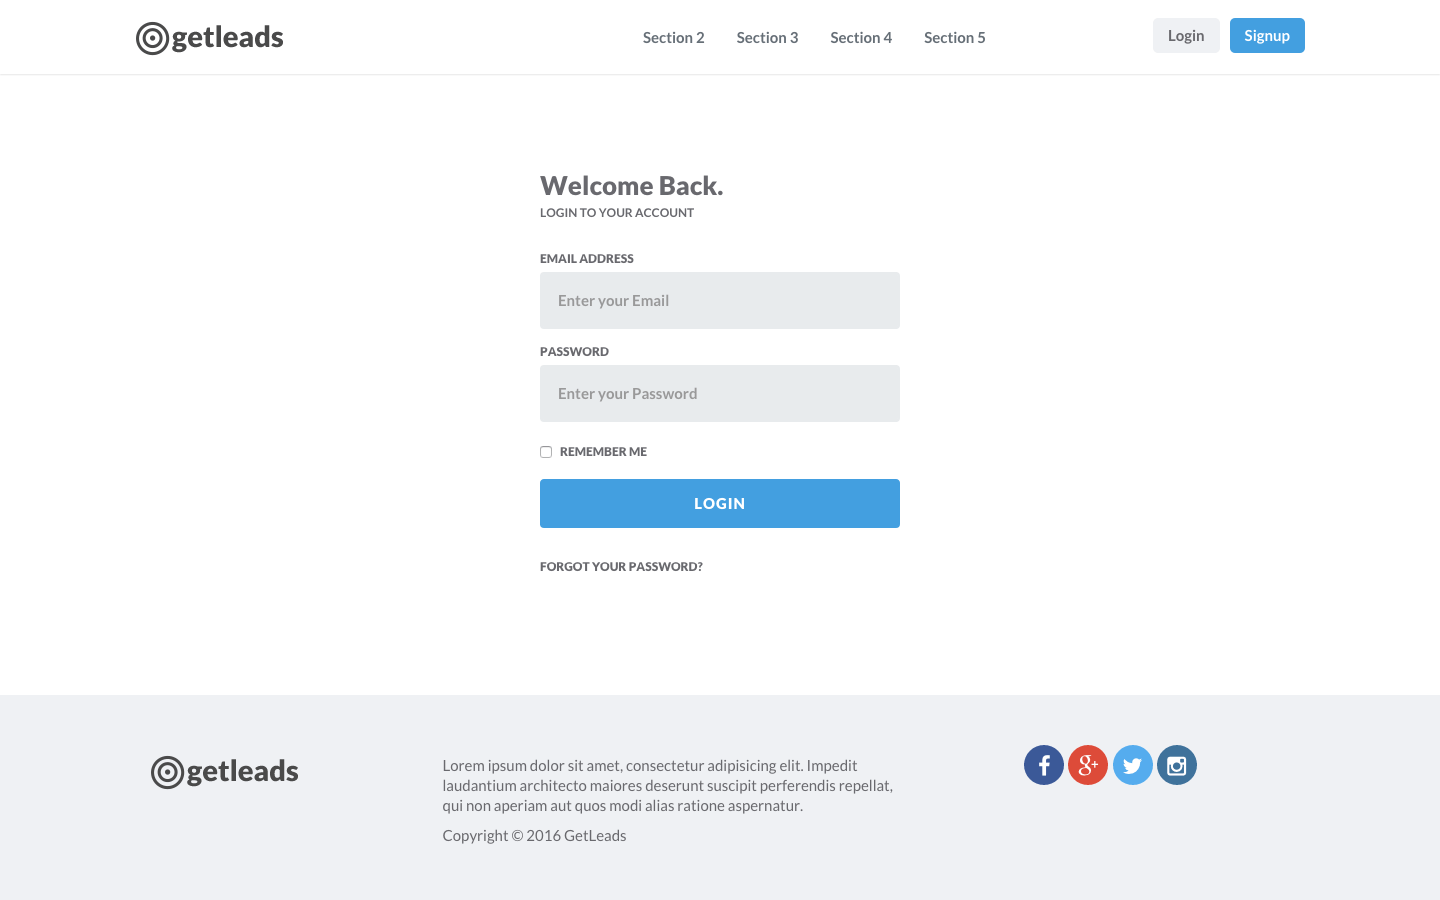 getleads
Section 2
Section 3
Section 4
Section 5
Login
Signup
Welcome Back.
LOGIN TO YOUR ACCOUNT
EMAIL ADDRESS
Enter your Email
PASSWORD
Enter your Password
REMEMBER ME
LOGIN
FORGOT YOUR PASSWORD?
getleads
Lorem ipsum dolor sit amet, consectetur adipisicing elit. Impedit
laudantium architecto maiores deserunt suscipit perferendis repellat,
qui non aperiam aut quos modi alias ratione aspernatur.
Copyright © 2016 GetLeads